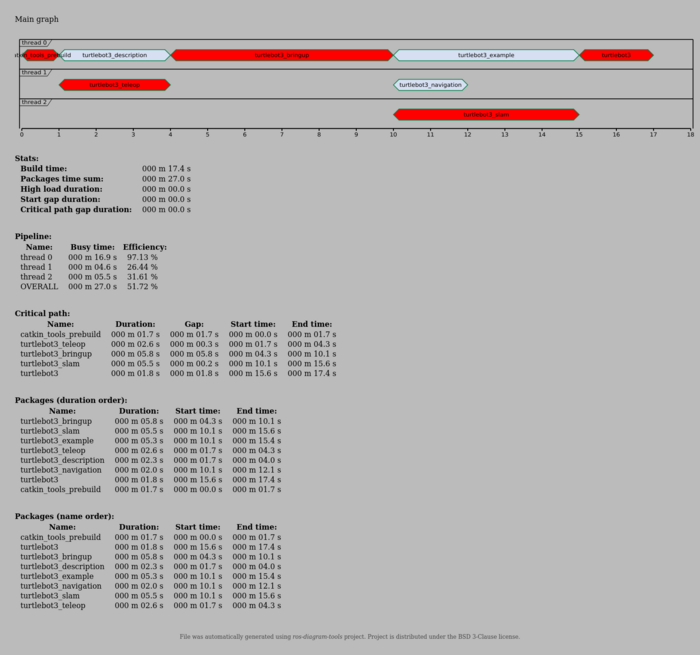 Main graph
thread 0
turtlebot3_description turtlebot3_bringup turtlebot3_example turtlebot3
thread 1
turtlebot3_teleop turtlebot3_navigation
thread 2
turtlebot3_slam
0 1 2 3 4 5 6 7 8 9 10 11 12 13 14 15 16 17 18
Stats:
Build time: 000 m 17.4 s
Packages time sum: 000 m 27.0 s
High load duration: 000 m 00.0 s
Start gap duration: 000 m 00.0 s
Critical path gap duration: 000 m 00.0 s
Pipeline:
Name: Busy time: Efficiency:
thread 0 000 m 16.9 s 97.13 %
thread 1 000 m 04.6 s 26.44 %
thread 2 000 m 05.5 s 31.61 %
OVERALL 000 m 27.0 s 51.72 %
Critical path:
Name: Duration: Gap: Start time: End time:
catkin_tools_prebuild 000 m 01.7 s 000 m 01.7 s 000 m 00.0 s 000 m 01.7 s
turtlebot3_teleop 000 m 02.6 s 000 m 00.3 s 000 m 01.7 s 000 m 04.3 s
turtlebot3_bringup 000 m 05.8 s 000 m 05.8 s 000 m 04.3 s 000 m 10.1 s
turtlebot3_slam 000 m 05.5 s 000 m 00.2 s 000 m 10.1 s 000 m 15.6 s
turtlebot3 000 m 01.8 s 000 m 01.8 s 000 m 15.6 s 000 m 17.4 s
Packages (duration order):
Name: Duration: Start time: End time:
turtlebot3_bringup 000 m 05.8 s 000 m 04.3 s 000 m 10.1 s
turtlebot3_slam 000 m 05.5 s 000 m 10.1 s 000 m 15.6 s
turtlebot3_example 000 m 05.3 s 000 m 10.1 s 000 m 15.4 s
turtlebot3_teleop 000 m 02.6 s 000 m 01.7 s 000 m 04.3 s
turtlebot3_description 000 m 02.3 s 000 m 01.7 s 000 m 04.0 s
turtlebot3_navigation 000 m 02.0 s 000 m 10.1 s 000 m 12.1 s
turtlebot3 000 m 01.8 s 000 m 15.6 s 000 m 17.4 s
catkin_tools_prebuild 000 m 01.7 s 000 m 00.0 s 000 m 01.7 s
Packages (name order):
Name: Duration: Start time: End time:
catkin_tools_prebuild 000 m 01.7 s 000 m 00.0 s 000 m 01.7 s
turtlebot3 000 m 01.8 s 000 m 15.6 s 000 m 17.4 s
turtlebot3_bringup 000 m 05.8 s 000 m 04.3 s 000 m 10.1 s
turtlebot3_description 000 m 02.3 s 000 m 01.7 s 000 m 04.0 s
turtlebot3_example 000 m 05.3 s 000 m 10.1 s 000 m 15.4 s
turtlebot3_navigation 000 m 02.0 s 000 m 10.1 s 000 m 12.1 s
turtlebot3_slam 000 m 05.5 s 000 m 10.1 s 000 m 15.6 s
turtlebot3_teleop 000 m 02.6 s 000 m 01.7 s 000 m 04.3 s
File was automatically generated using ros-diagram-tools project. Project is distributed under the BSD 3-Clause license.